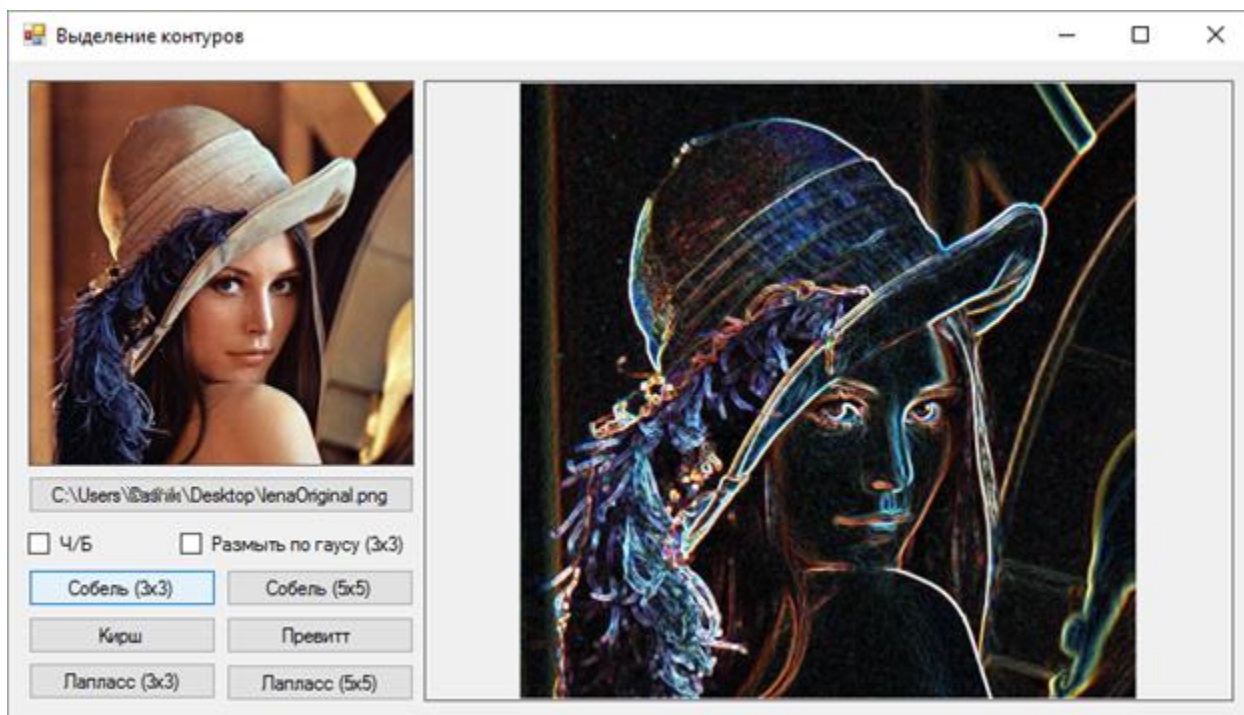 Выделение контуров
C:\Users\\Desktop\lenaOriginal.png
Ч/Б Размыть по гаусу (3x3)
Собель (3x3) Собель (5x5)
Кирш Превитт
Лапласс (3x3) Лапласс (5x5)